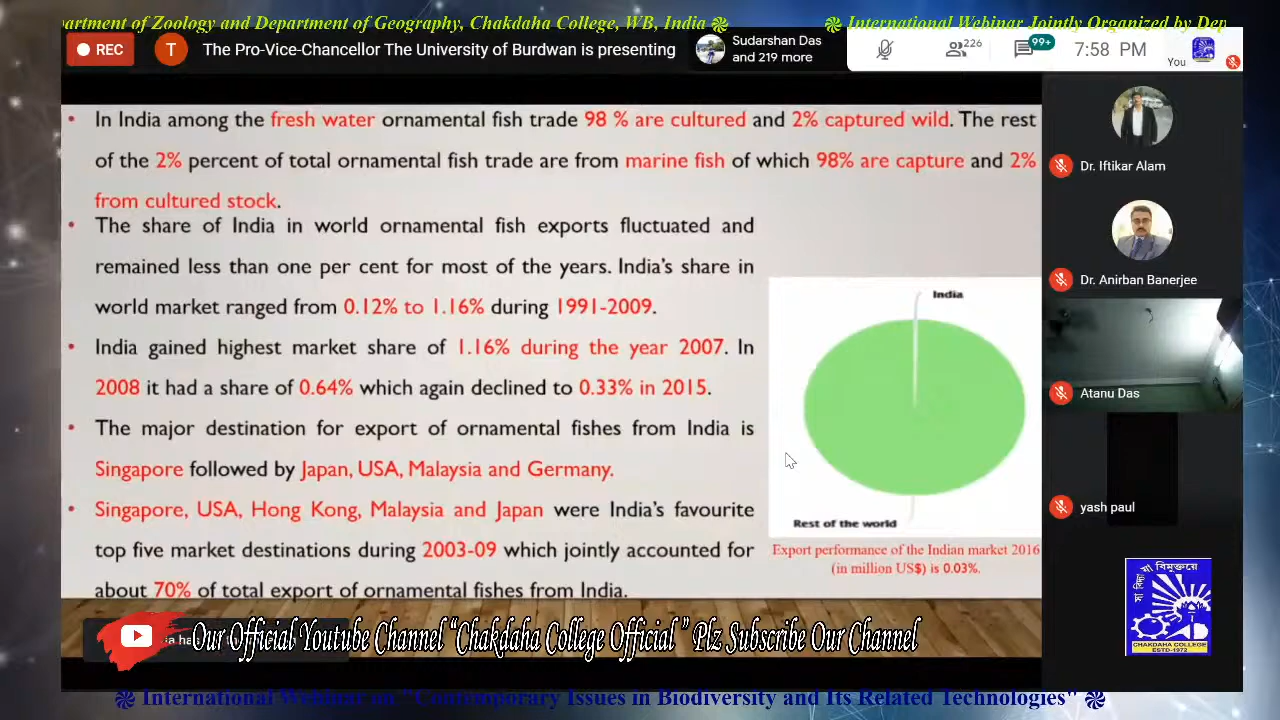 artment of Zoology and Department of Geography, Chakdaha College, WB, India ֎ ֎ International Webinar Jointly Organized by Dep
REC
T
The Pro-Vice-Chancellor The University of Burdwan is presenting
Sudarshan Das
and 219 more
226
99+
7:58 PM
You
• In India among the fresh water ornamental fish trade 98 % are cultured and 2% captured wild. The rest
of the 2% percent of total ornamental fish trade are from marine fish of which 98% are capture and 2%
from cultured stock.
• The share of India in world ornamental fish exports fluctuated and
remained less than one per cent for most of the years. India's share in
world market ranged from 0.12% to 1.16% during 1991-2009.
• India gained highest market share of 1.16% during the year 2007. In
2008 it had a share of 0.64% which again declined to 0.33% in 2015.
• The major destination for export of ornamental fishes from India is
Singapore followed by Japan, USA, Malaysia and Germany.
• Singapore, USA, Hong Kong, Malaysia and Japan were India's favourite
top five market destinations during 2003-09 which jointly accounted for
about 70% of total export of ornamental fishes from India.
India
Rest of the world
Export performance of the Indian market 2016
(in million US$) is 0.03%.
Dr. Iftikar Alam
Dr. Anirban Banerjee
Atanu Das
yash paul
মা বিদ্বিষাবহৈ
CHAKDAHA COLLEGE
ESTD-1972
Our Official Youtube Channel "Chakdaha College Official " Plz Subscribe Our Channel
֎ International Webinar on "Contemporary Issues in Biodiversity and Its Related Technologies" ֎